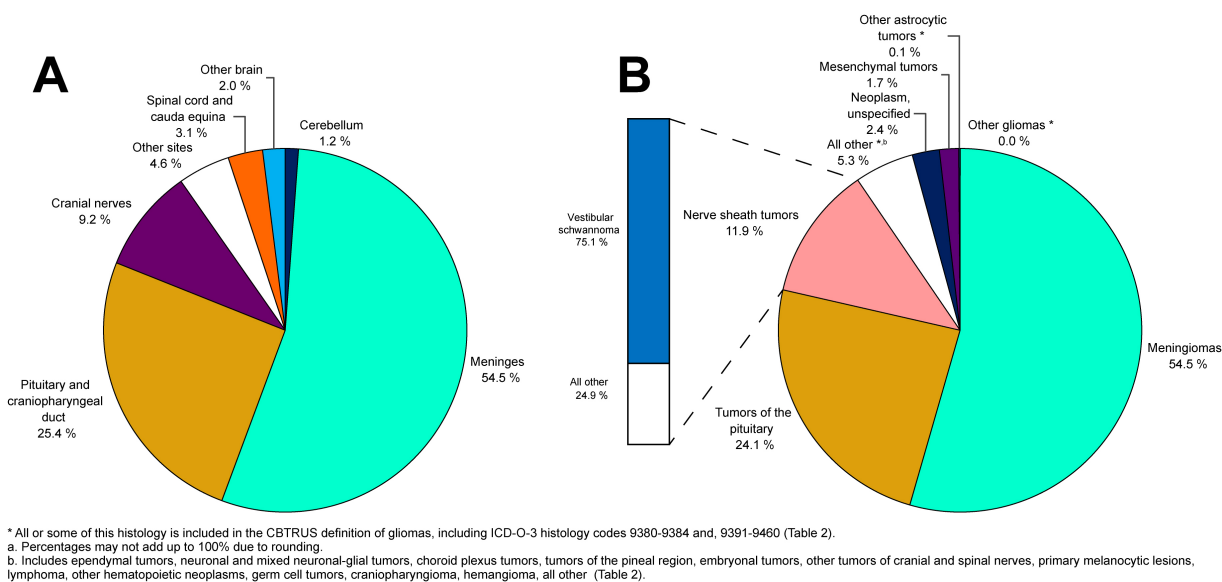 A
Other brain
2.0 %
Spinal cord and
cauda equina
3.1 %
Other sites
4.6 %
Cranial nerves
9.2 %
Cerebellum
1.2 %
Meninges
54.5 %
Pituitary and
craniopharyngeal
duct
25.4 %
B
Other astrocytic
tumors *
0.1 %
Mesenchymal tumors
1.7 %
Neoplasm,
unspecified
2.4 %
All other *,b
5.3 %
Other gliomas *
0.0 %
Nerve sheath tumors
11.9 %
Vestibular
schwannoma
75.1 %
All other
24.9 %
Meningiomas
54.5 %
Tumors of the
pituitary
24.1 %
* All or some of this histology is included in the CBTRUS definition of gliomas, including ICD-O-3 histology codes 9380-9384 and, 9391-9460 (Table 2).
a. Percentages may not add up to 100% due to rounding.
b. Includes ependymal tumors, neuronal and mixed neuronal-glial tumors, choroid plexus tumors, tumors of the pineal region, embryonal tumors, other tumors of cranial and spinal nerves, primary melanocytic lesions,
lymphoma, other hematopoietic neoplasms, germ cell tumors, craniopharyngioma, hemangioma, all other (Table 2).